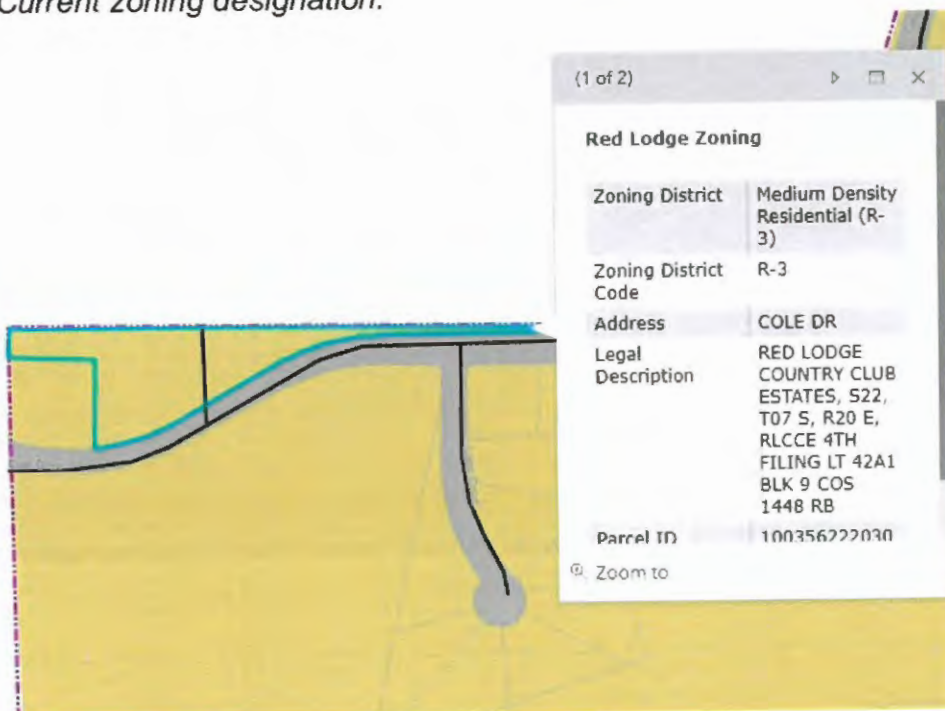 Current zoning designation.
(1 of 2)
Red Lodge Zoning
Zoning District Medium Density
Residential (R-
3)
Zoning District R-3
Code
Address COLE DR
Legal RED LODGE
Description COUNTRY CLUB
ESTATES, S22,
T07 S, R20 E,
RLCCE 4TH
FILING LT 42A1
BLK 9 COS
1448 RB
Parcel ID 100356222030
Zoom to